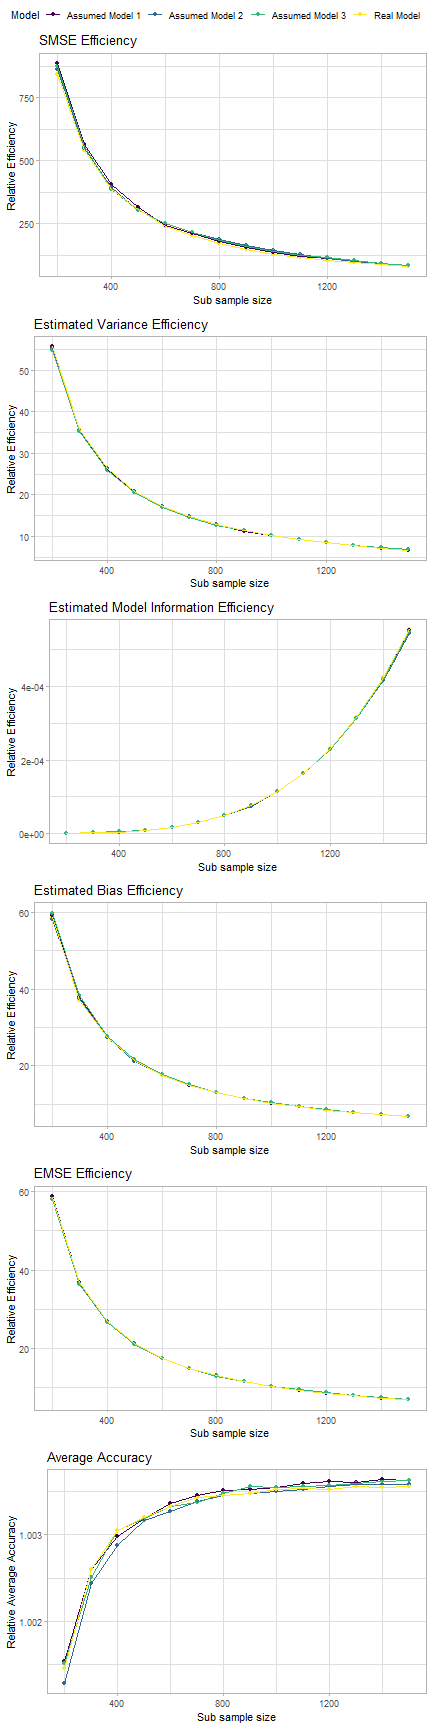 Model Assumed Model 1 Assumed Model 2 Assumed Model 3 Real Model
SMSE Efficiency
Relative Efficiency
750
500
250
400 800 1200
Sub sample size
Estimated Variance Efficiency
Relative Efficiency
50
40
30
20
10
400 800 1200
Sub sample size
Estimated Model Information Efficiency
Relative Efficiency
4e-04
2e-04
0e+00
400 800 1200
Sub sample size
Estimated Bias Efficiency
Relative Efficiency
60
40
20
400 800 1200
Sub sample size
EMSE Efficiency
Relative Efficiency
60
40
20
400 800 1200
Sub sample size
Average Accuracy
Relative Average Accuracy
1.003
1.002
400 800 1200
Sub sample size